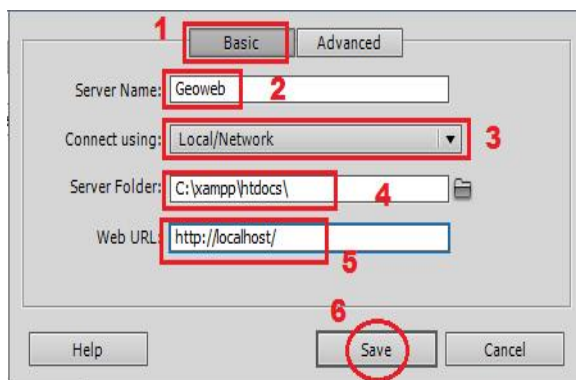 1 Basic Advanced
Server Name: Geoweb 2
Connect using: Local/Network 3
Server Folder: C:\xampp\htdocs\ 4
Web URL: http://localhost/ 5
6
Help Save Cancel